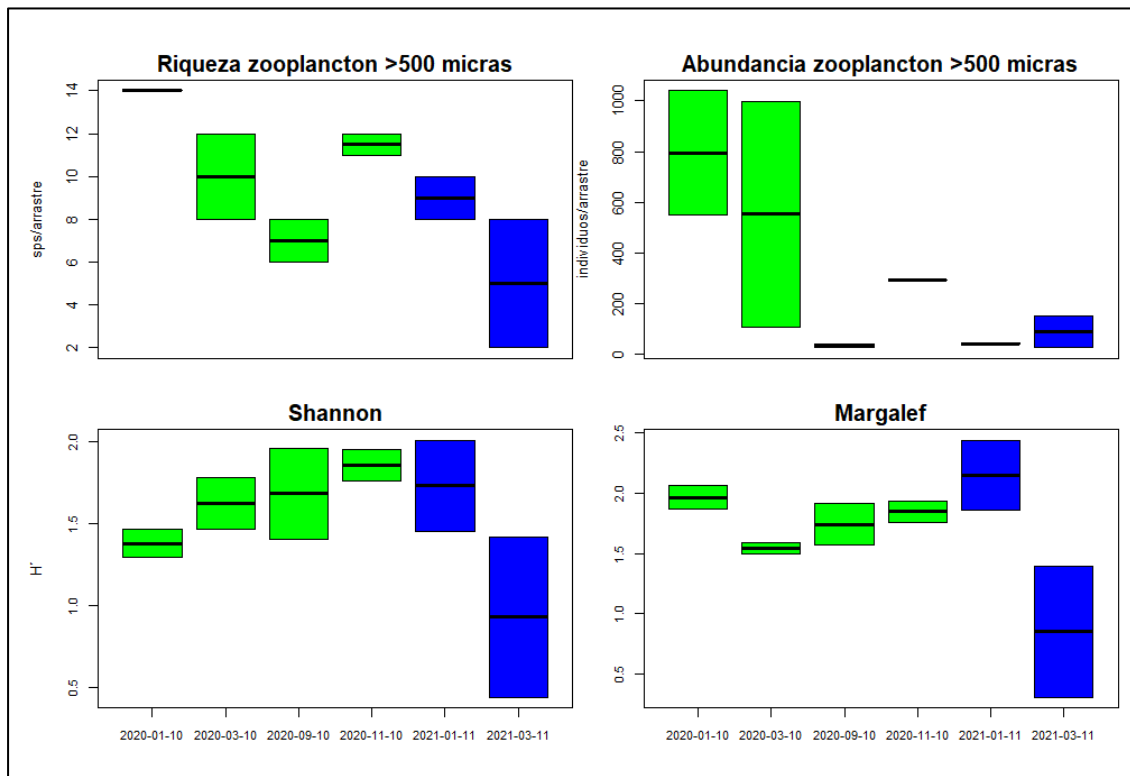 Riqueza zooplancton >500 micras
sps/arrastre
14
12
10
8
6
4
2
Abundancia zooplancton >500 micras
individuos/arrastre
1000
800
600
400
200
0
Shannon
H'
2.0
1.5
1.0
0.5
2020-01-10 2020-03-10 2020-09-10 2020-11-10 2021-01-11 2021-03-11
Margalef
2.5
2.0
1.5
1.0
0.5
2020-01-10 2020-03-10 2020-09-10 2020-11-10 2021-01-11 2021-03-11